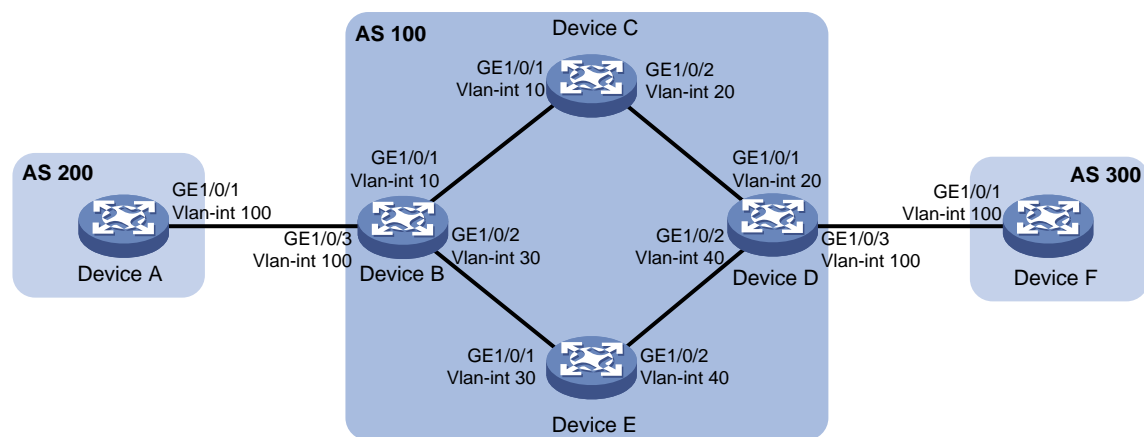 AS 100
Device C
GE1/0/1
Vlan-int 10
GE1/0/2
Vlan-int 20
AS 200
GE1/0/1
Vlan-int 100
Device A
GE1/0/1
Vlan-int 10
GE1/0/3
Vlan-int 100
Device B
GE1/0/2
Vlan-int 30
GE1/0/1
Vlan-int 20
GE1/0/2
Vlan-int 40
Device D
GE1/0/3
Vlan-int 100
AS 300
GE1/0/1
Vlan-int 100
Device F
GE1/0/1
Vlan-int 30
GE1/0/2
Vlan-int 40
Device E